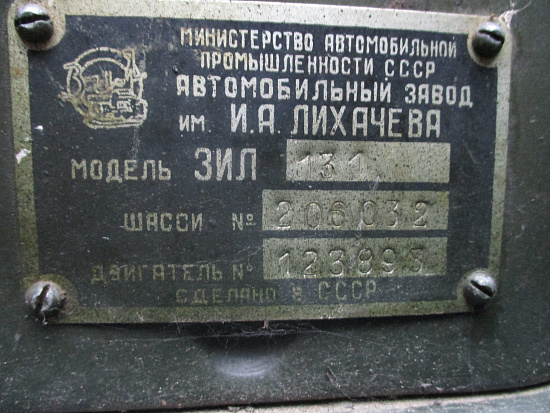 МИНИСТЕРСТВО АВТОМОБИЛЬНОЙ
ПРОМЫШЛЕННОСТИ СССР
АВТОМОБИЛЬНЫЙ ЗАВОД
ИМ. И.А. ЛИХАЧЕВА
МОДЕЛЬ ЗИЛ 131
ШАССИ № 206032
ДВИГАТЕЛЬ № 123895
СДЕЛАНО В СССР